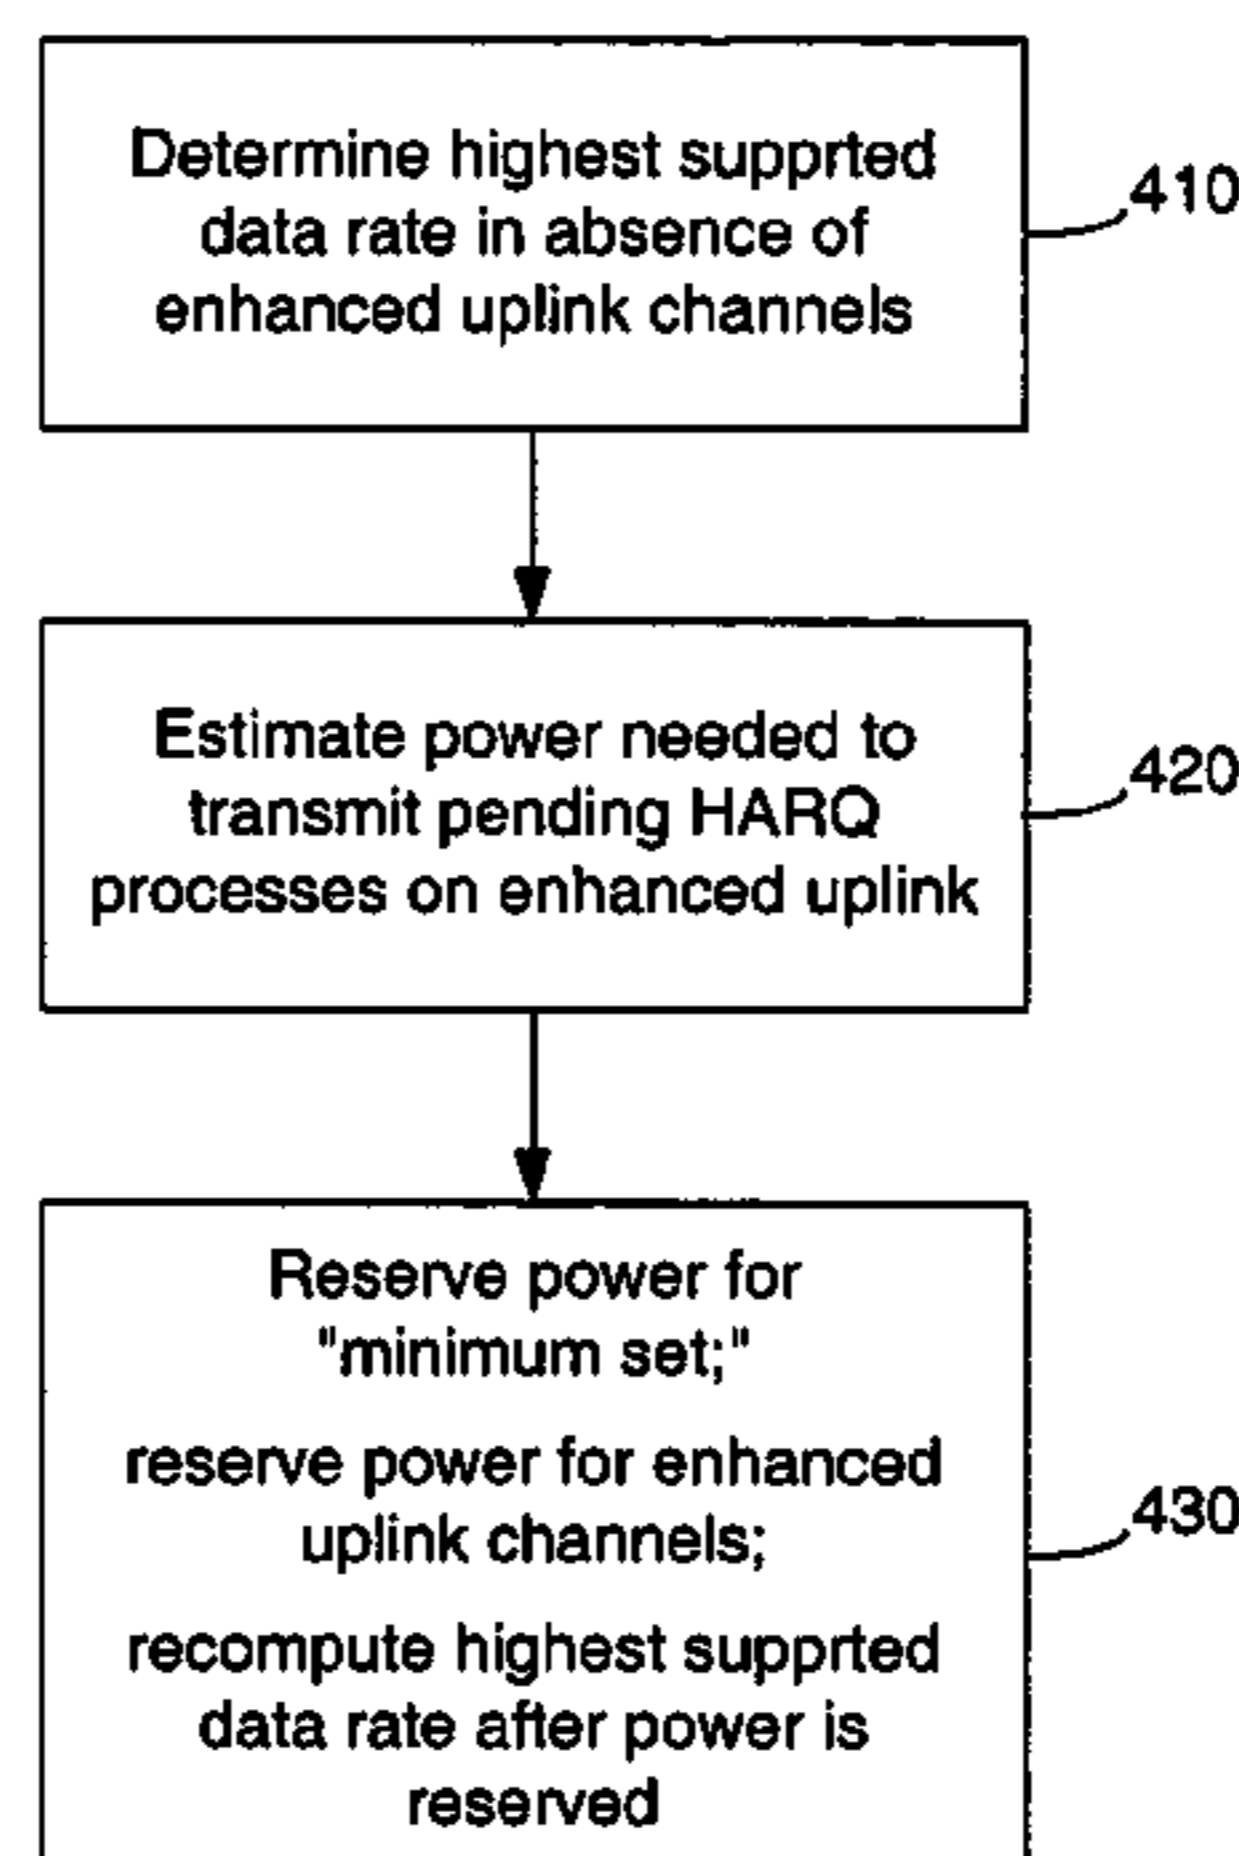 Determine highest supprted
data rate in absence of
enhanced uplink channels
410
Estimate power needed to
transmit pending HARQ
processes on enhanced uplink
420
Reserve power for
"minimum set;"
reserve power for enhanced
uplink channels;
recompute highest supprted
data rate after power is
reserved
430